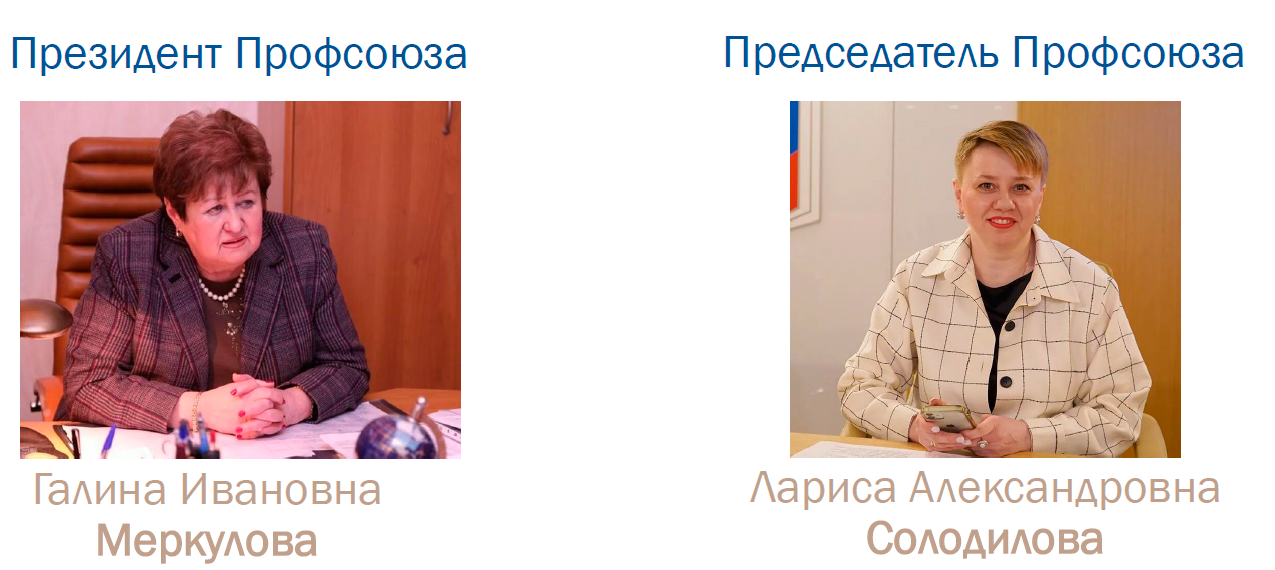 Президент Профсоюза
Председатель Профсоюза
Галина Ивановна
Меркулова
Лариса Александровна
Солодилова